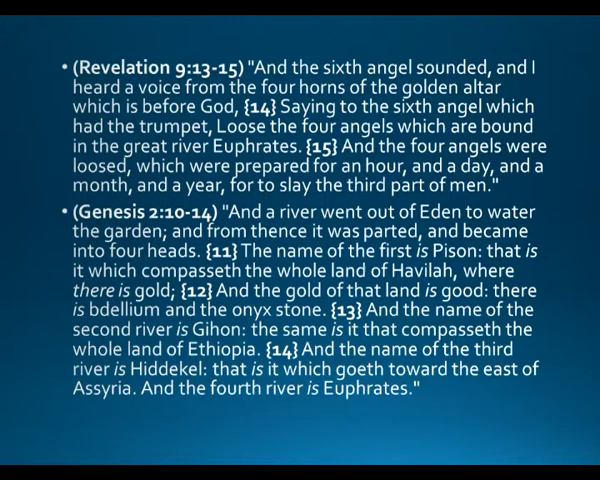 • (Revelation 9:13-15) "And the sixth angel sounded, and I
heard a voice from the four horns of the golden altar
which is before God, {14} Saying to the sixth angel which
had the trumpet, Loose the four angels which are bound
in the great river Euphrates. {15} And the four angels were
loosed, which were prepared for an hour, and a day, and a
month, and a year, for to slay the third part of men."
• (Genesis 2:10-14) "And a river went out of Eden to water
the garden; and from thence it was parted, and became
into four heads. {11} The name of the first is Pison: that is
it which compasseth the whole land of Havilah, where
there is gold; {12} And the gold of that land is good: there
is bdellium and the onyx stone. {13} And the name of the
second river is Gihon: the same is it that compasseth the
whole land of Ethiopia. {14} And the name of the third
river is Hiddekel: that is it which goeth toward the east of
Assyria. And the fourth river is Euphrates."